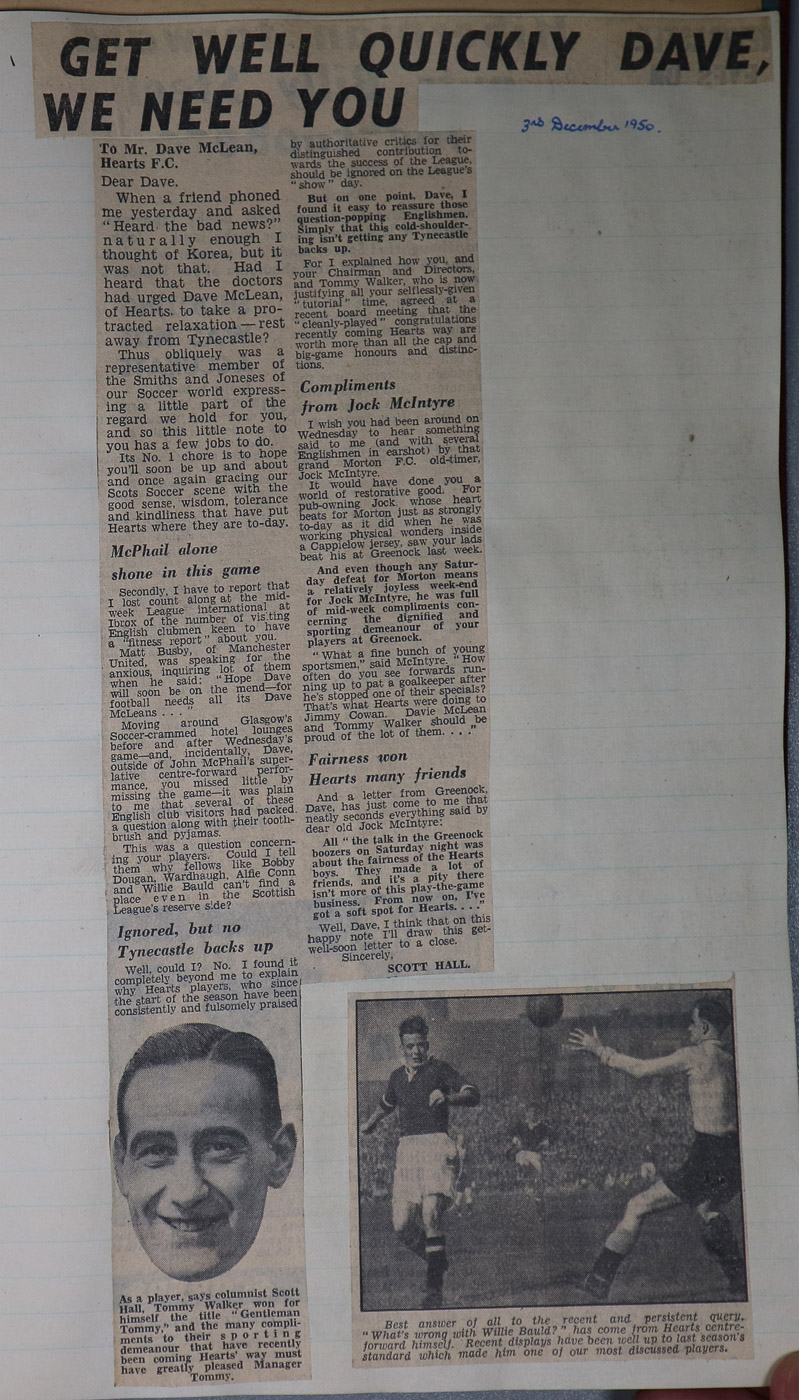 GET WELL QUICKLY DAVE,
WE NEED YOU
3rd December 1950.
To Mr. Dave McLean,
Hearts F.C.
Dear Dave.
When a friend phoned
me yesterday and asked
"Heard the bad news?"
naturally enough I
thought of Korea, but it
was not that. Had I
heard that the doctors
had urged Dave McLean,
of Hearts. to take a pro-
tracted relaxation—rest
away from Tynecastle?
Thus obliquely was a
representative member of
the Smiths and Joneses of
our Soccer world express-
ing a little part of the
regard we hold for you,
and so this little note to
you has a few jobs to do.
Its No. 1 chore is to hope
you'll soon be up and about
and once again gracing our
Scots Soccer scene with the
good sense, wisdom, tolerance
and kindliness that have put
Hearts where they are to-day.
McPhail alone
shone in this game
Secondly, I have to report that
I lost count along at the mid-
week League international at
Ibrox of the number of visiting
English clubmen keen to have
a "fitness report" about you.
Matt Busby, of Manchester
United, was speaking for the
anxious, inquiring lot of them
when he said: "Hope Dave
will soon be on the mend—for
football needs all its Dave
McLeans . . ."
Moving around Glasgow's
Soccer-crammed hotel lounges
before and after Wednesday's
game—and, incidentally, Dave,
outside of John McPhail's super-
lative centre-forward perfor-
mance, you missed little by
missing the game—it was plain
to me that several of these
English club visitors had packed
a question along with their tooth-
brush and pyjamas.
This was a question concern-
ing your players. Could I tell
them why fellows like Bobby
Dougan, Wardhaugh, Alfie Conn
and Willie Bauld can't find a
place even in the Scottish
League's reserve side?
Ignored, but no
Tynecastle backs up
Well, could I? No. I found it
completely beyond me to explain
why Hearts players, who since
the start of the season have been
consistently and fulsomely praised
by authoritative critics for their
distinguished contribution to-
wards the success of the League,
should be ignored on the League's
"show" day.
But on one point, Dave, I
found it easy to reassure those
question-popping Englishmen.
Simply that this cold-shoulder-
ing isn't getting any Tynecastle
backs up.
For I explained how you, and
your Chairman and Directors,
and Tommy Walker, who is now
justifying all your selflessly-given
"tutorial" time, agreed at a
recent board meeting that the
"cleanly-played" congratulations
recently coming Hearts way are
worth more than all the cap and
big-game honours and distinc-
tions.
Compliments
from Jock McIntyre
I wish you had been around on
Wednesday to hear something
said to me (and with several
Englishmen in earshot) by that
grand Morton F.C. old-timer,
Jock McIntyre.
It would have done you a
world of restorative good. For
pub-owning Jock, whose heart
beats for Morton just as strongly
to-day as it did when he was
working physical wonders inside
a Cappielow jersey, saw your lads
beat his at Greenock last week.
And even though any Satur-
day defeat for Morton means
a relatively joyless week-end
for Jock McIntyre, he was full
of mid-week compliments con-
cerning the dignified and
sporting demeanour of your
players at Greenock.
"What a fine bunch of young
sportsmen," said McIntyre. "How
often do you see forwards run-
ning up to pat a goalkeeper after
he's stopped one of their specials?
That's what Hearts were doing to
Jimmy Cowan. Davie McLean
and Tommy Walker should be
proud of the lot of them. . . ."
Fairness won
Hearts many friends
And a letter from Greenock,
Dave, has just come to me that
neatly seconds everything said by
dear old Jock McIntyre:
All "the talk in the Greenock
boozers on Saturday night was
about the fairness of the Hearts
boys. They made a lot of
friends, and it's a pity there
isn't more of this play-the-game
business. From now on, I've
got a soft spot for Hearts. . . ."
Well, Dave, I think that on this
happy note I'll draw this get-
well-soon letter to a close.
Sincerely,
SCOTT HALL.
As a player, says columnist Scott
Hall, Tommy Walker won for
himself the title "Gentleman
Tommy," and the many compli-
ments to their sporting
demeanour that have recently
been coming Hearts' way must
have greatly pleased Manager
Tommy.
Best answer of all to the recent and persistent query,
"What's wrong with Willie Bauld?" has come from Hearts centre-
forward himself. Recent displays have been well up to last season's
standard which made him one of our most discussed players.